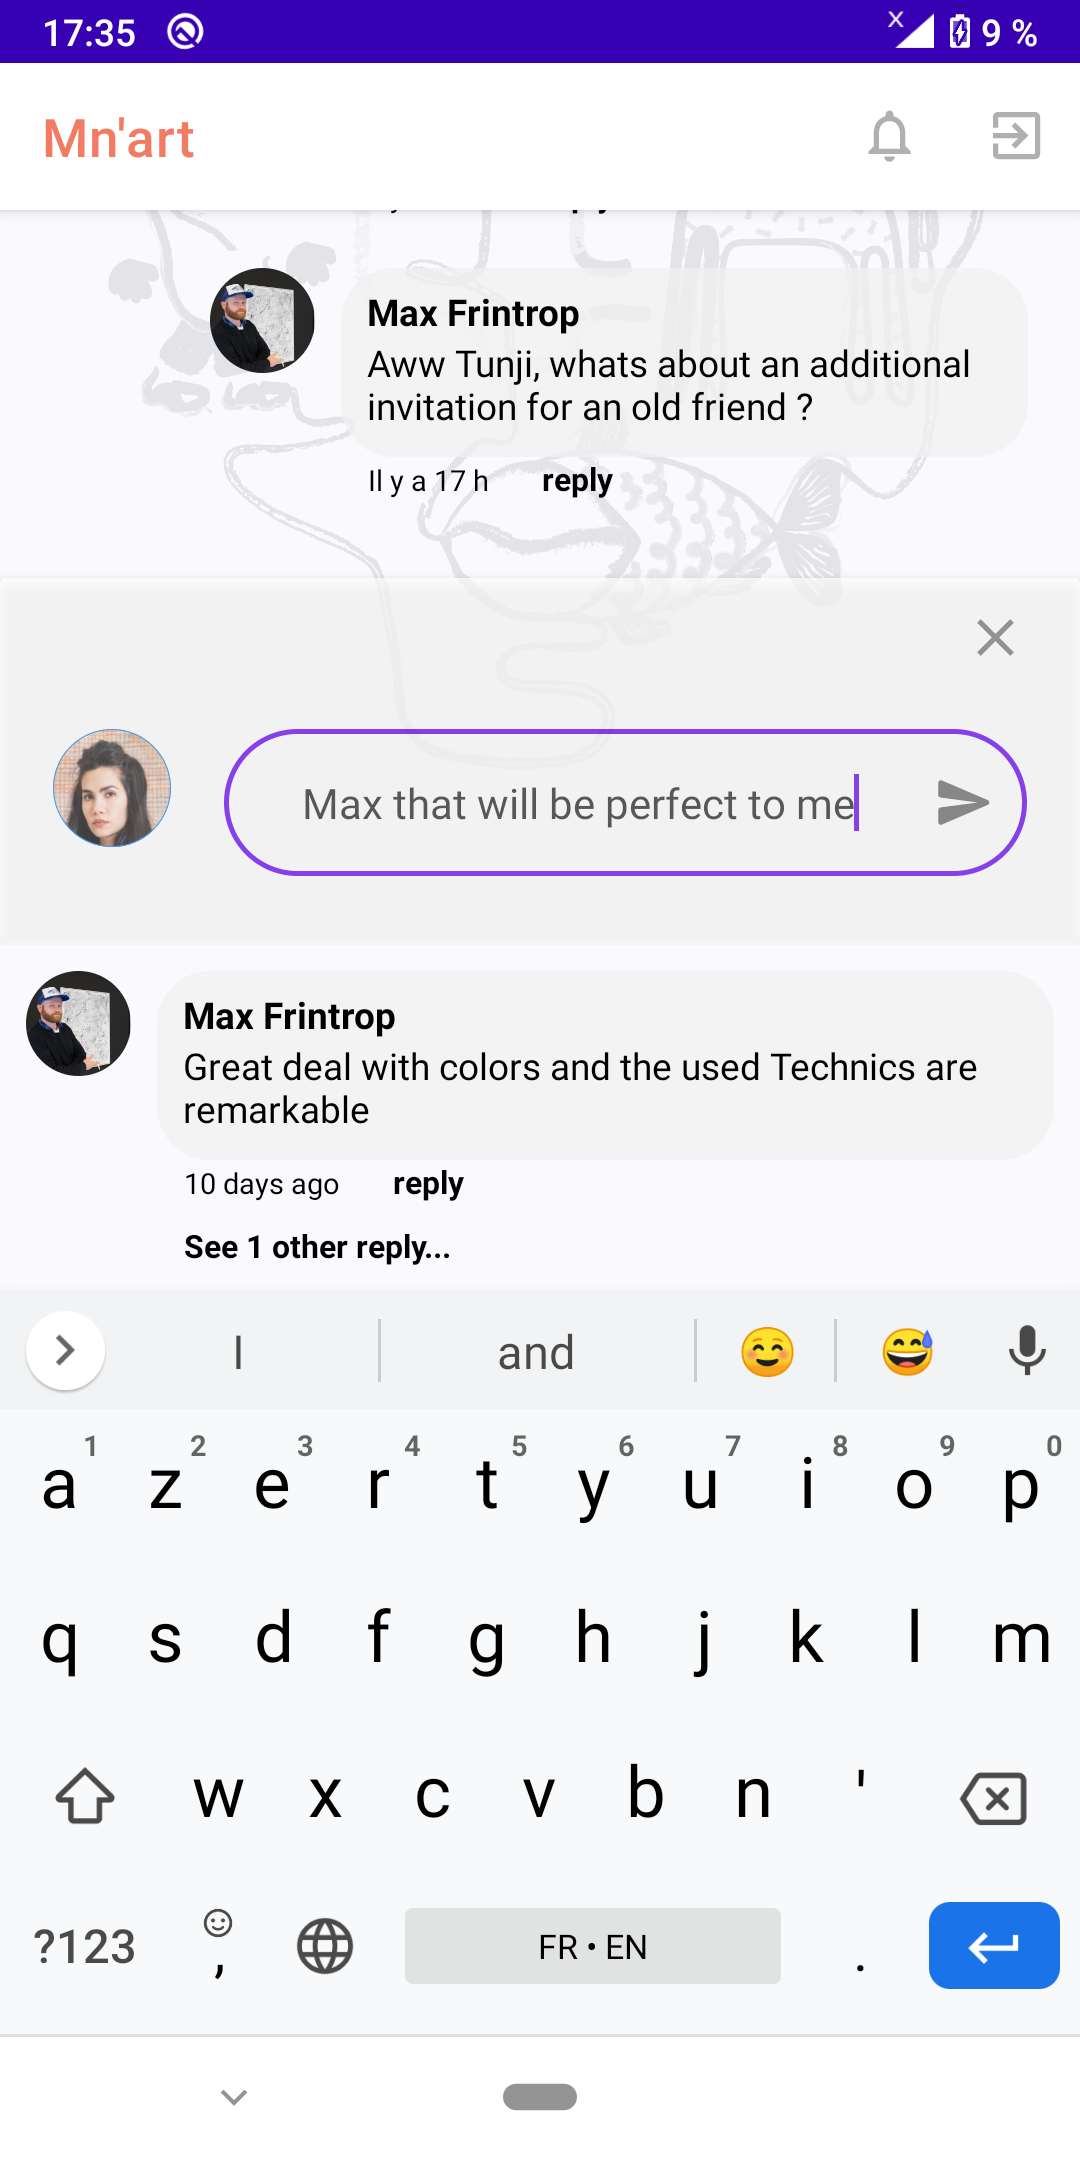 17:35
x 9 %
Mn'art
Max Frintrop
Aww Tunji, whats about an additional
invitation for an old friend ?
Il y a 17 h reply
Max that will be perfect to me
Max Frintrop
Great deal with colors and the used Technics are
remarkable
10 days ago reply
See 1 other reply...
I and 😊 😅
1 2 3 4 5 6 7 8 9 0
a z e r t y u i o p
q s d f g h j k l m
w x c v b n '
?123 , FR • EN .